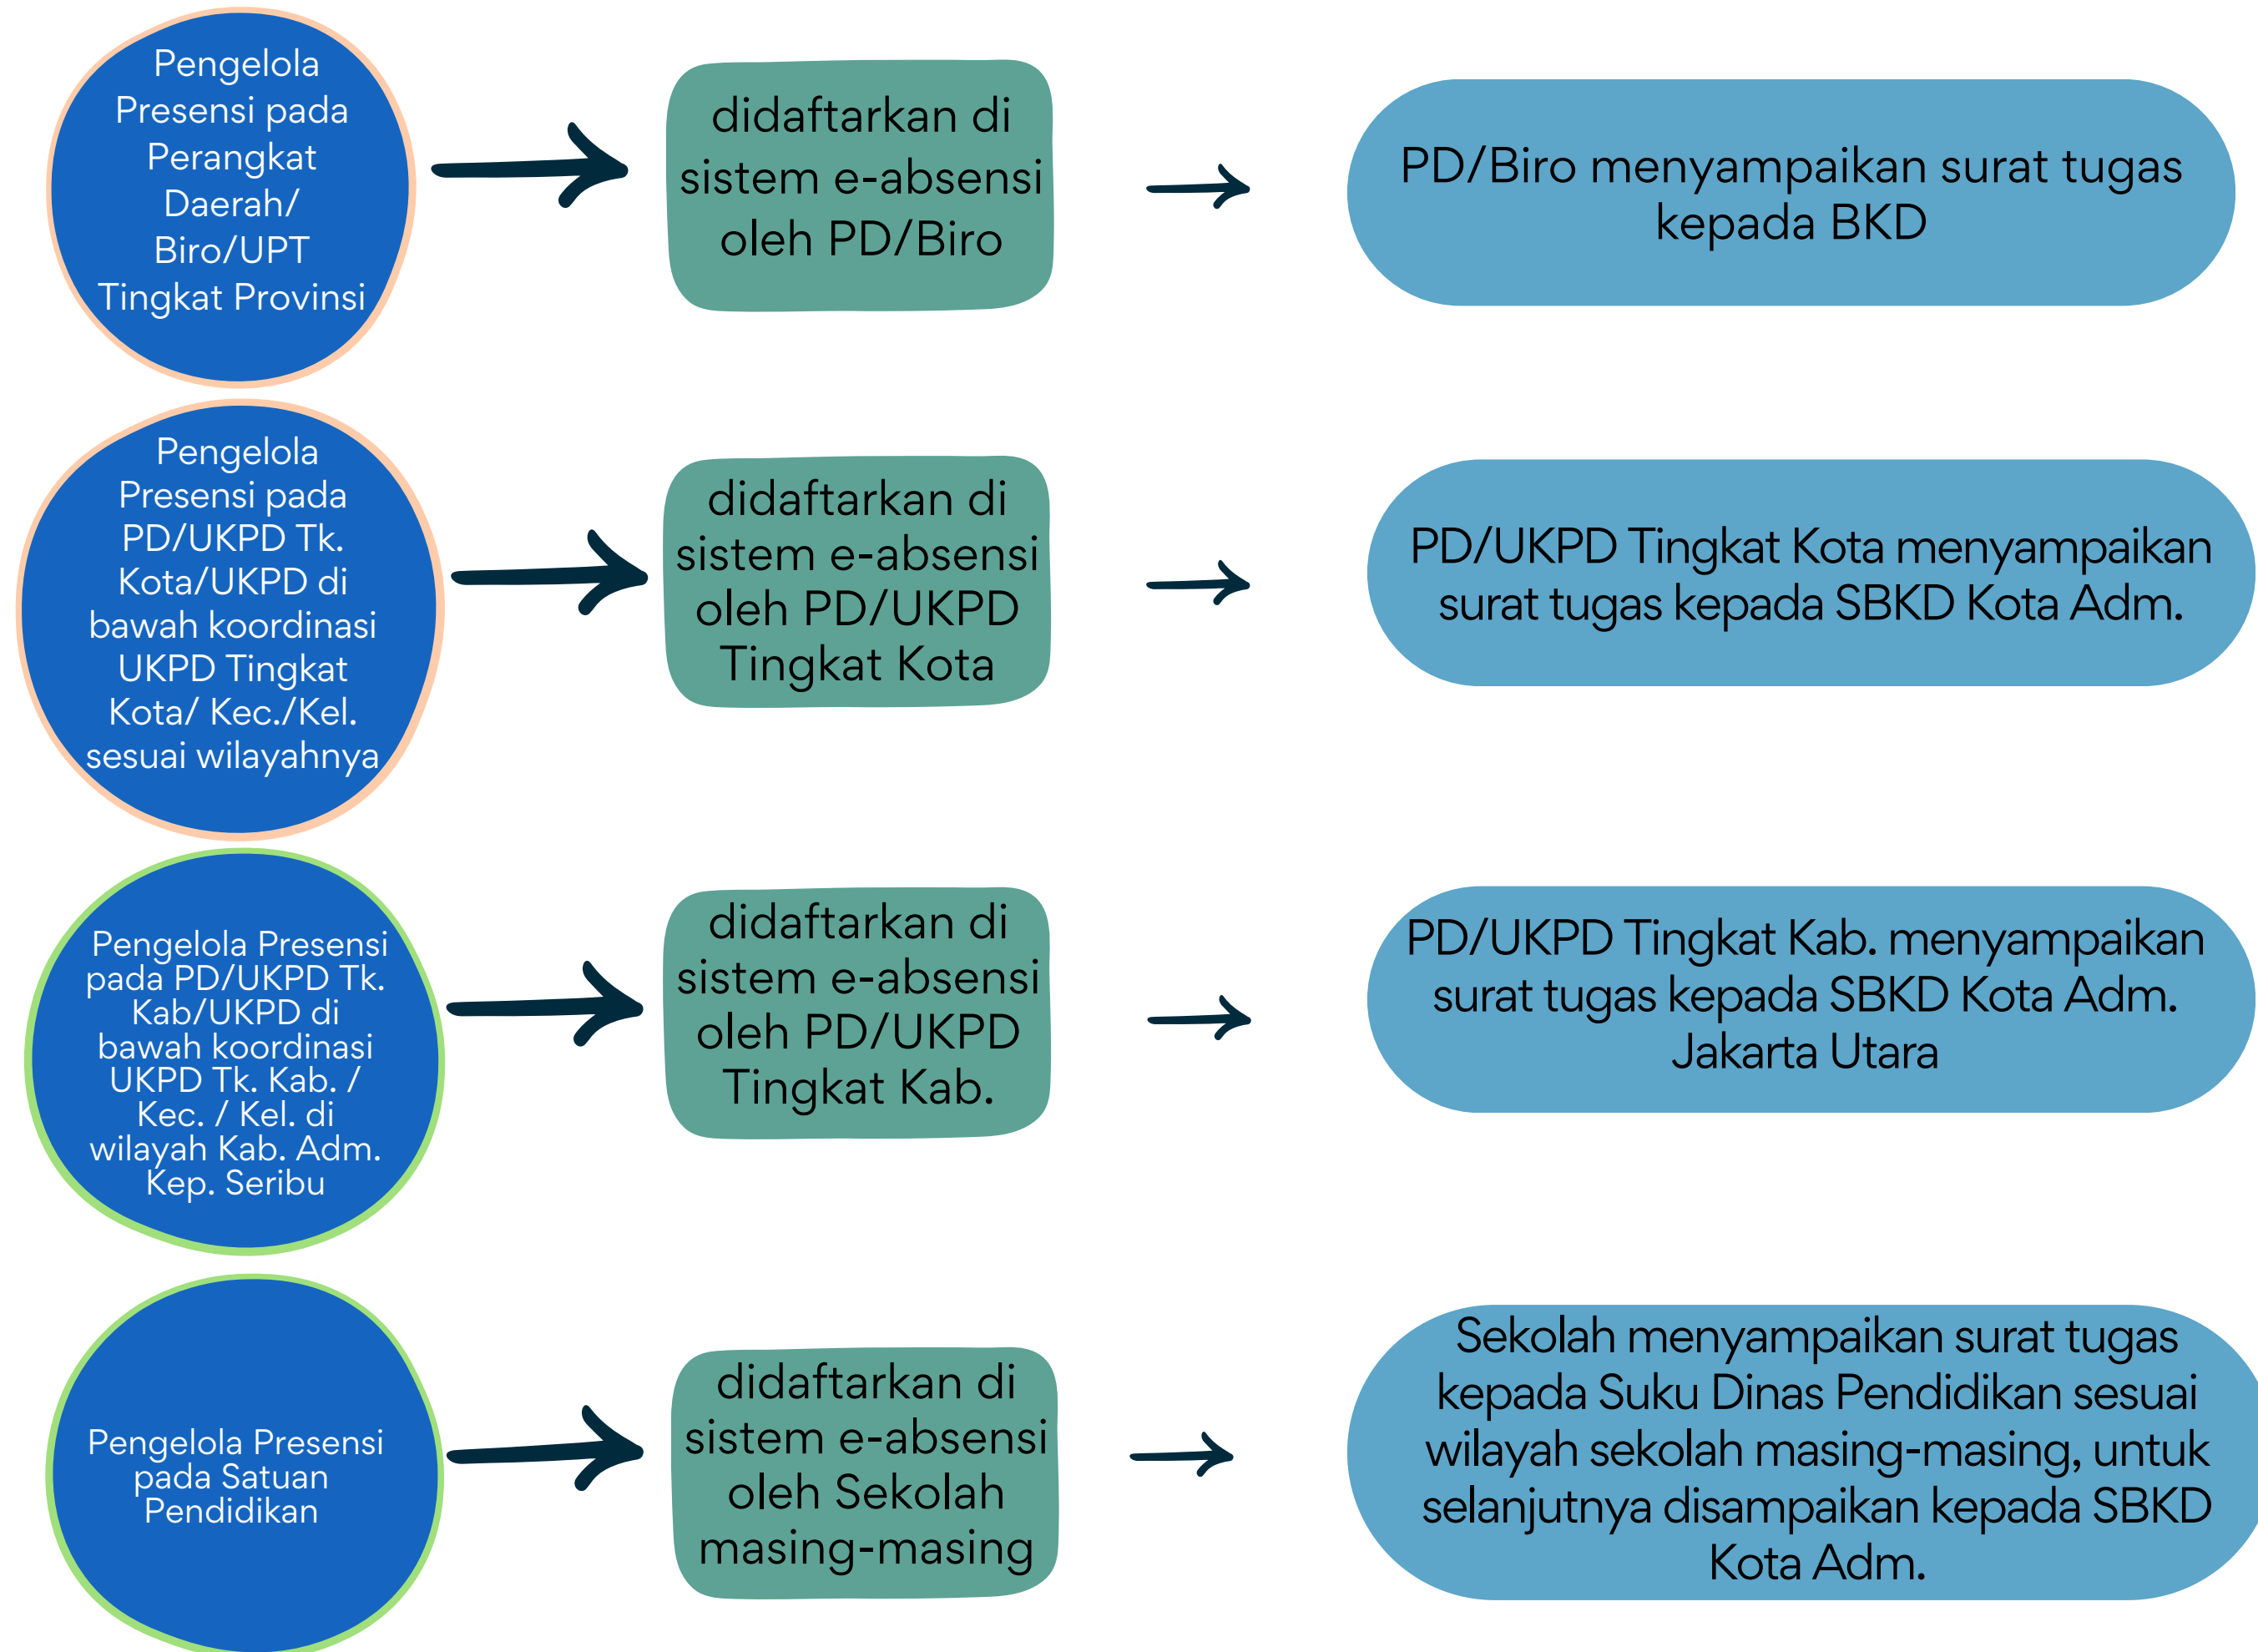 Pengelola
Presensi pada
Perangkat
Daerah/
Biro/UPT
Tingkat Provinsi
didaftarkan di
sistem e-absensi
oleh PD/Biro
PD/Biro menyampaikan surat tugas
kepada BKD
Pengelola
Presensi pada
PD/UKPD Tk.
Kota/UKPD di
bawah koordinasi
UKPD Tingkat
Kota/ Kec./Kel.
sesuai wilayahnya
didaftarkan di
sistem e-absensi
oleh PD/UKPD
Tingkat Kota
PD/UKPD Tingkat Kota menyampaikan
surat tugas kepada SBKD Kota Adm.
Pengelola Presensi
pada PD/UKPD Tk.
Kab/UKPD di
bawah koordinasi
UKPD Tk. Kab. /
Kec. / Kel. di
wilayah Kab. Adm.
Kep. Seribu
didaftarkan di
sistem e-absensi
oleh PD/UKPD
Tingkat Kab.
PD/UKPD Tingkat Kab. menyampaikan
surat tugas kepada SBKD Kota Adm.
Jakarta Utara
Pengelola Presensi
pada Satuan
Pendidikan
didaftarkan di
sistem e-absensi
oleh Sekolah
masing-masing
Sekolah menyampaikan surat tugas
kepada Suku Dinas Pendidikan sesuai
wilayah sekolah masing-masing, untuk
selanjutnya disampaikan kepada SBKD
Kota Adm.